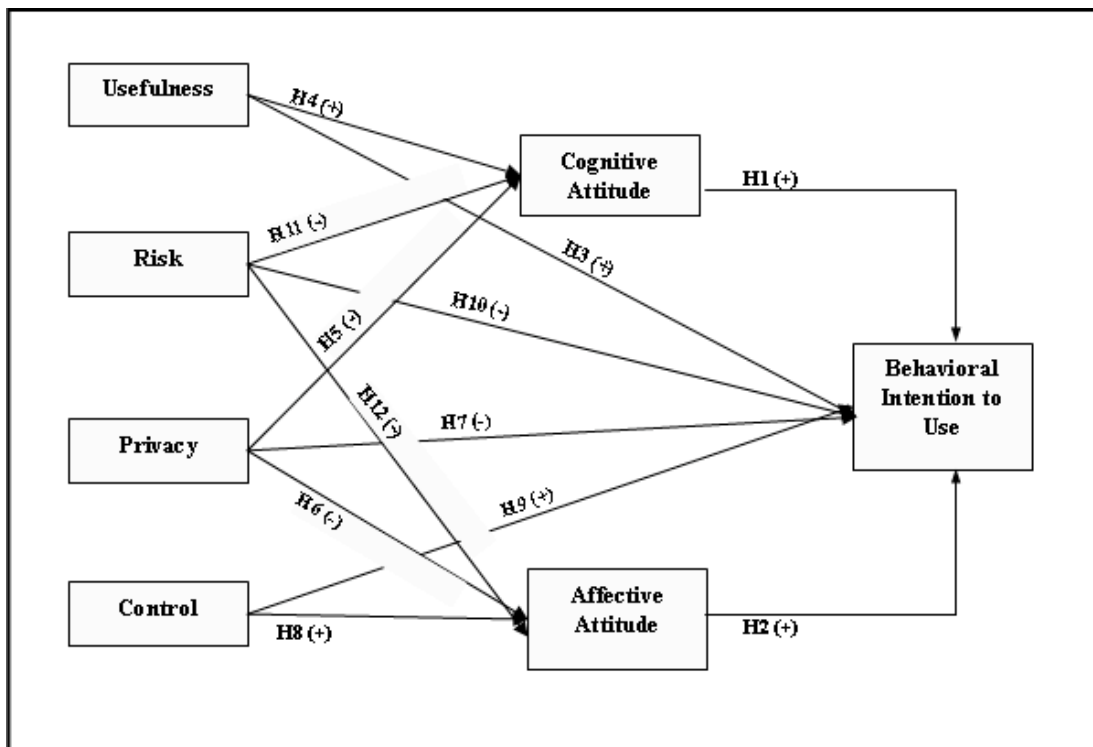 Usefulness
H4 (+)
Cognitive
Attitude
H1 (+)
H11 (-)
Risk
H3 (+)
H10 (-)
H5 (-)
Behavioral
Intention to
Use
H12 (-)
Privacy
H7 (-)
H6 (-)
H9 (+)
Control
H8 (+)
Affective
Attitude
H2 (+)